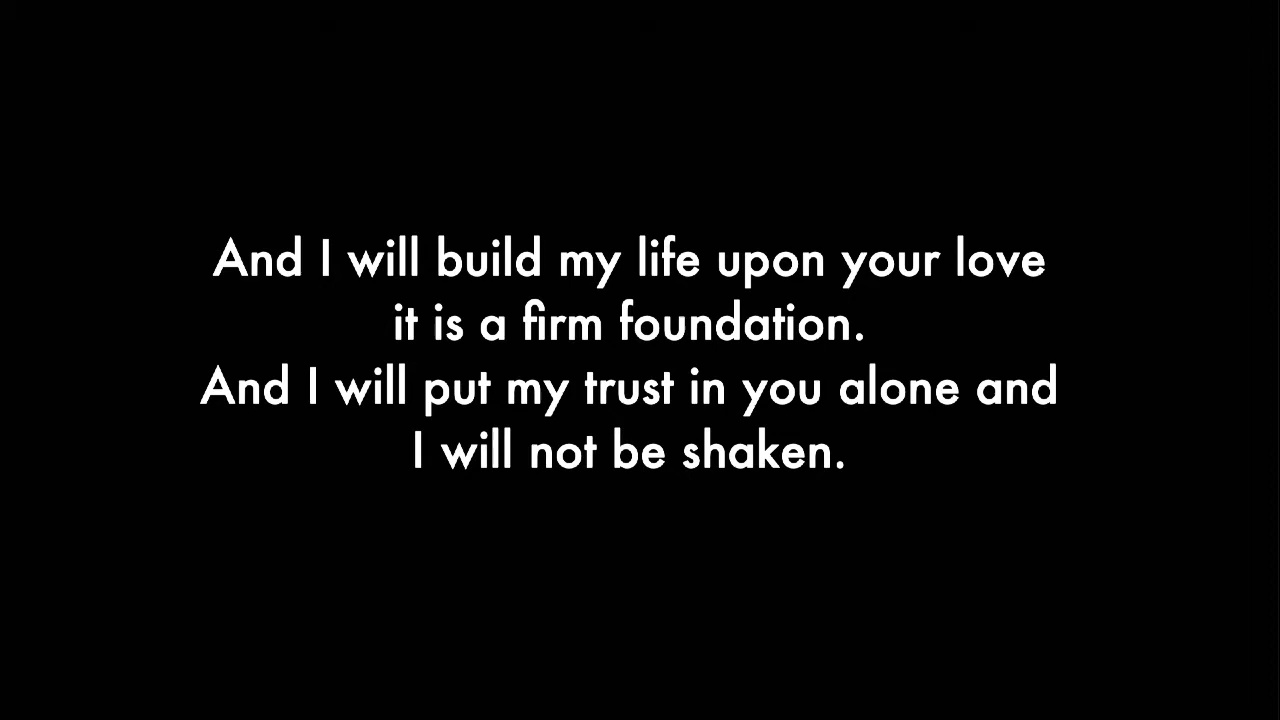 And I will build my life upon your love
it is a firm foundation.
And I will put my trust in you alone and
I will not be shaken.